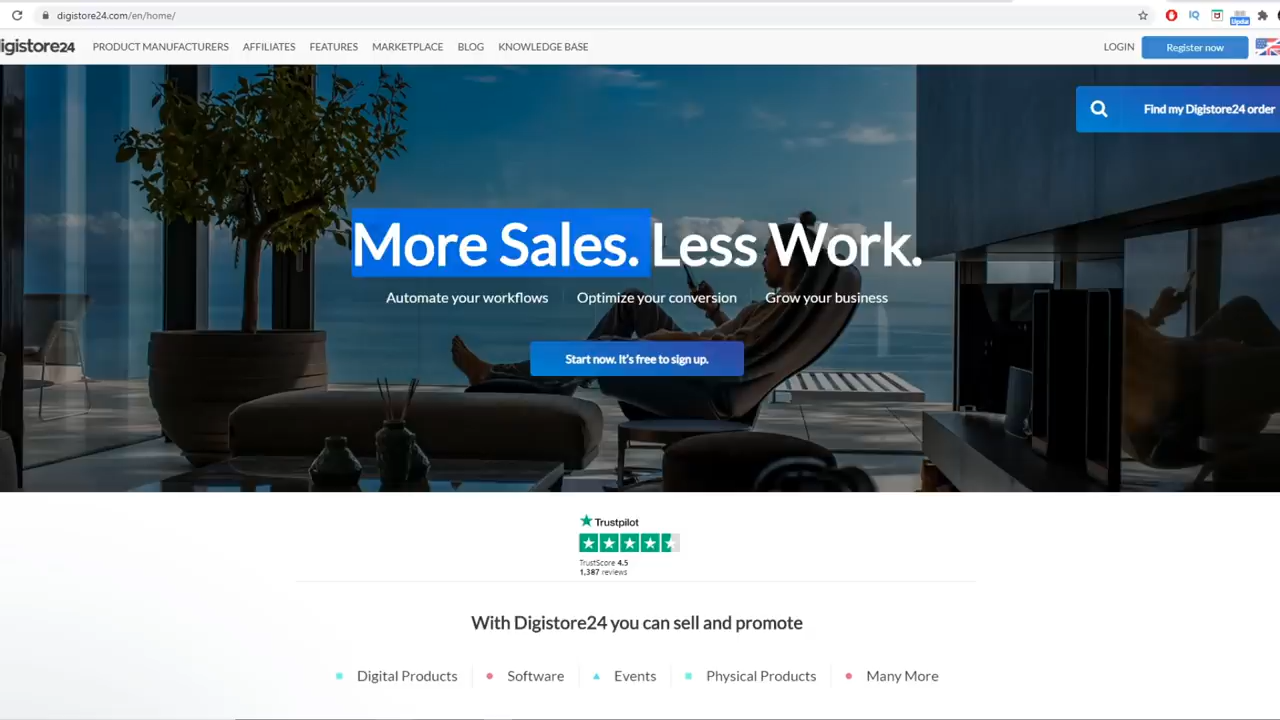 digistore24.com/en/home/
IQ
Update
digistore24
PRODUCT MANUFACTURERS
AFFILIATES
FEATURES
MARKETPLACE
BLOG
KNOWLEDGE BASE
LOGIN
Register now
Find my Digistore24 order
More Sales. Less Work.
Automate your workflows
Optimize your conversion
Grow your business
Start now. It's free to sign up.
Trustpilot
TrustScore 4.5
1,387 reviews
With Digistore24 you can sell and promote
Digital Products
Software
Events
Physical Products
Many More